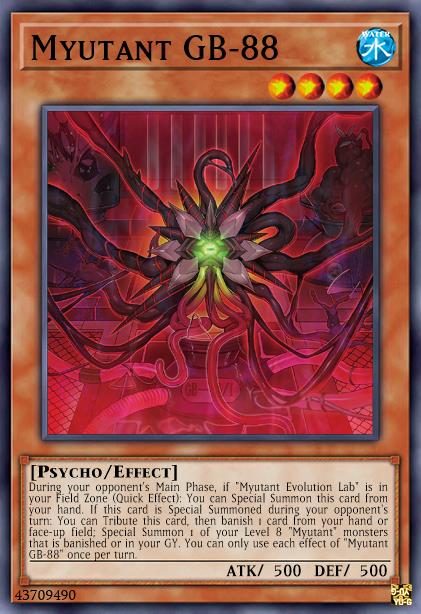 Myutant GB-88
WATER
水
[Psycho/Effect]
During your opponent's Main Phase, if "Myutant Evolution Lab" is in
your Field Zone (Quick Effect): You can Special Summon this card from
your hand. If this card is Special Summoned during your opponent's
turn: You can Tribute this card, then banish 1 card from your hand or
face-up field; Special Summon 1 of your Level 8 "Myutant" monsters
that is banished or in your GY. You can only use each effect of "Myutant
GB-88" once per turn.
ATK/ 500 DEF/ 500
43709490